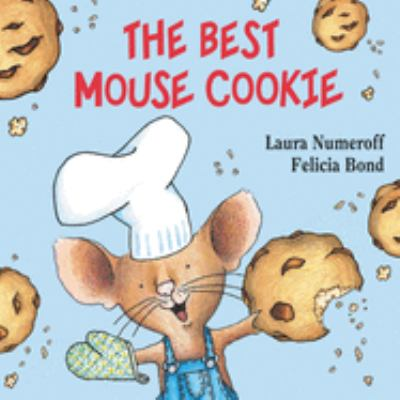 THE BEST
MOUSE COOKIE
Laura Numeroff
Felicia Bond